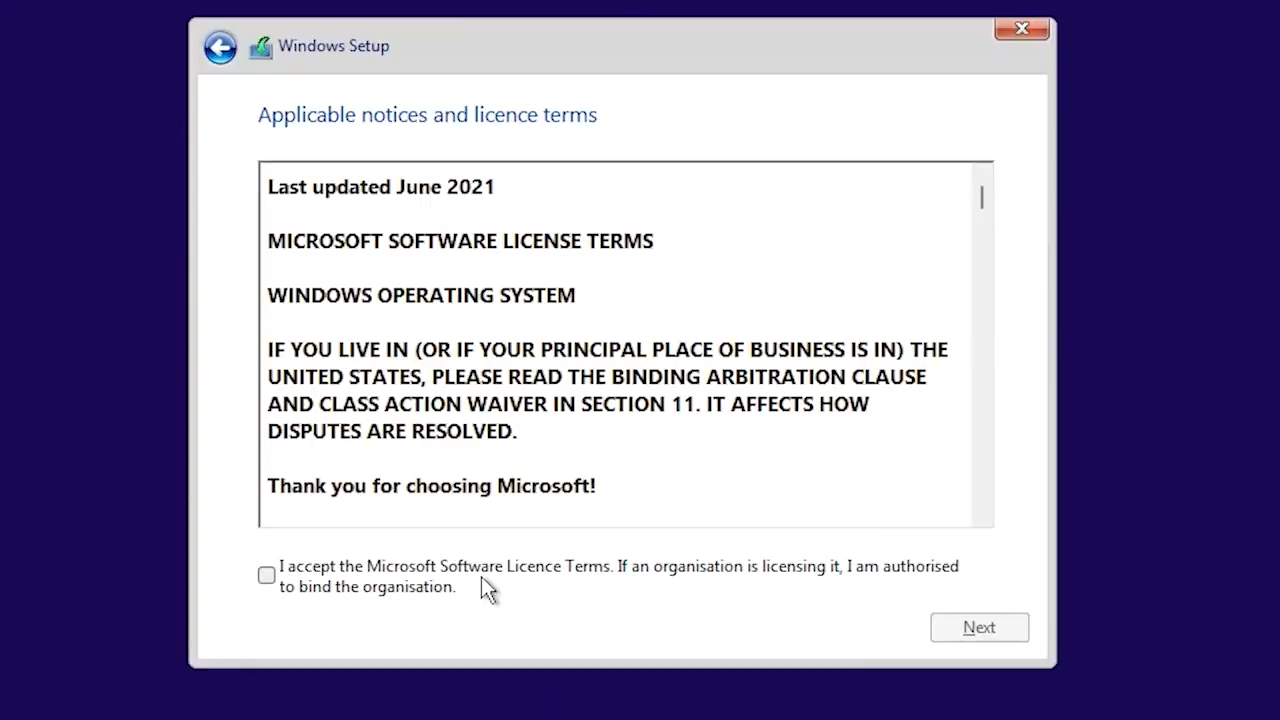 Windows Setup
Applicable notices and licence terms
Last updated June 2021
MICROSOFT SOFTWARE LICENSE TERMS
WINDOWS OPERATING SYSTEM
IF YOU LIVE IN (OR IF YOUR PRINCIPAL PLACE OF BUSINESS IS IN) THE
UNITED STATES, PLEASE READ THE BINDING ARBITRATION CLAUSE
AND CLASS ACTION WAIVER IN SECTION 11. IT AFFECTS HOW
DISPUTES ARE RESOLVED.
Thank you for choosing Microsoft!
I accept the Microsoft Software Licence Terms. If an organisation is licensing it, I am authorised
to bind the organisation.
Next